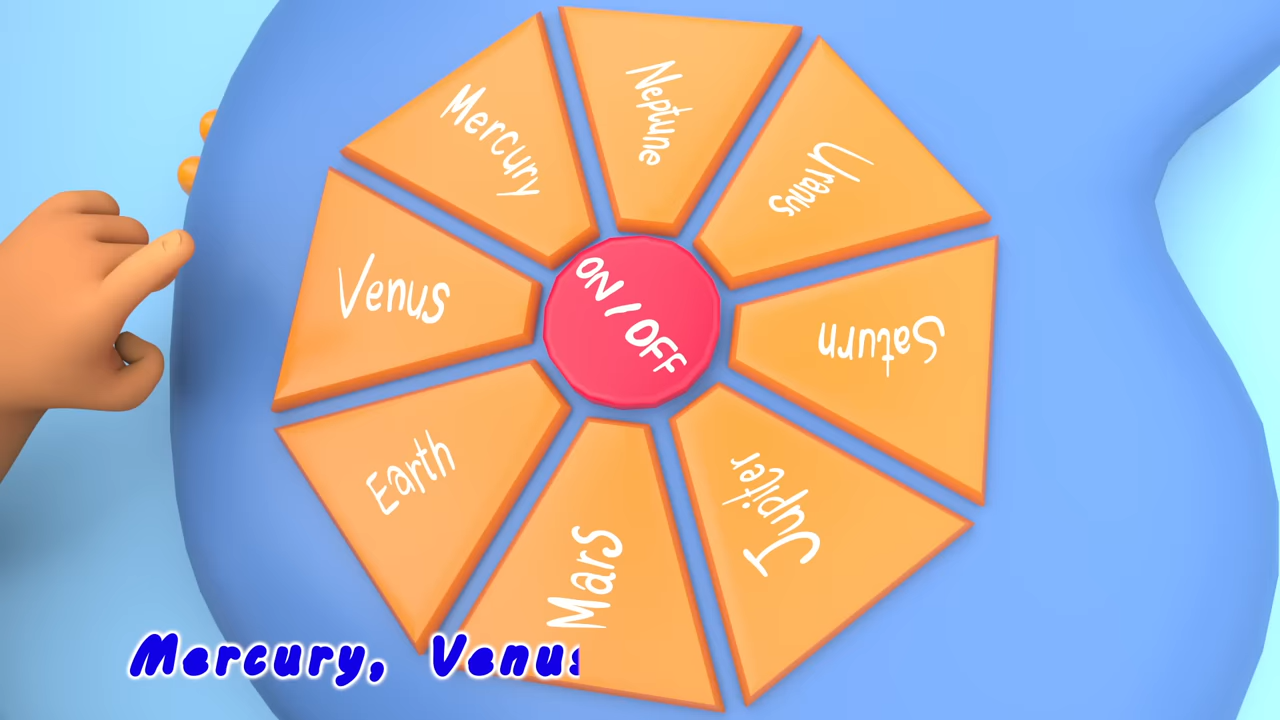 Neptune
Mercury
Uranus
Venus
ON / OFF
Saturn
Earth
Jupiter
Mars
Mercury, Venus